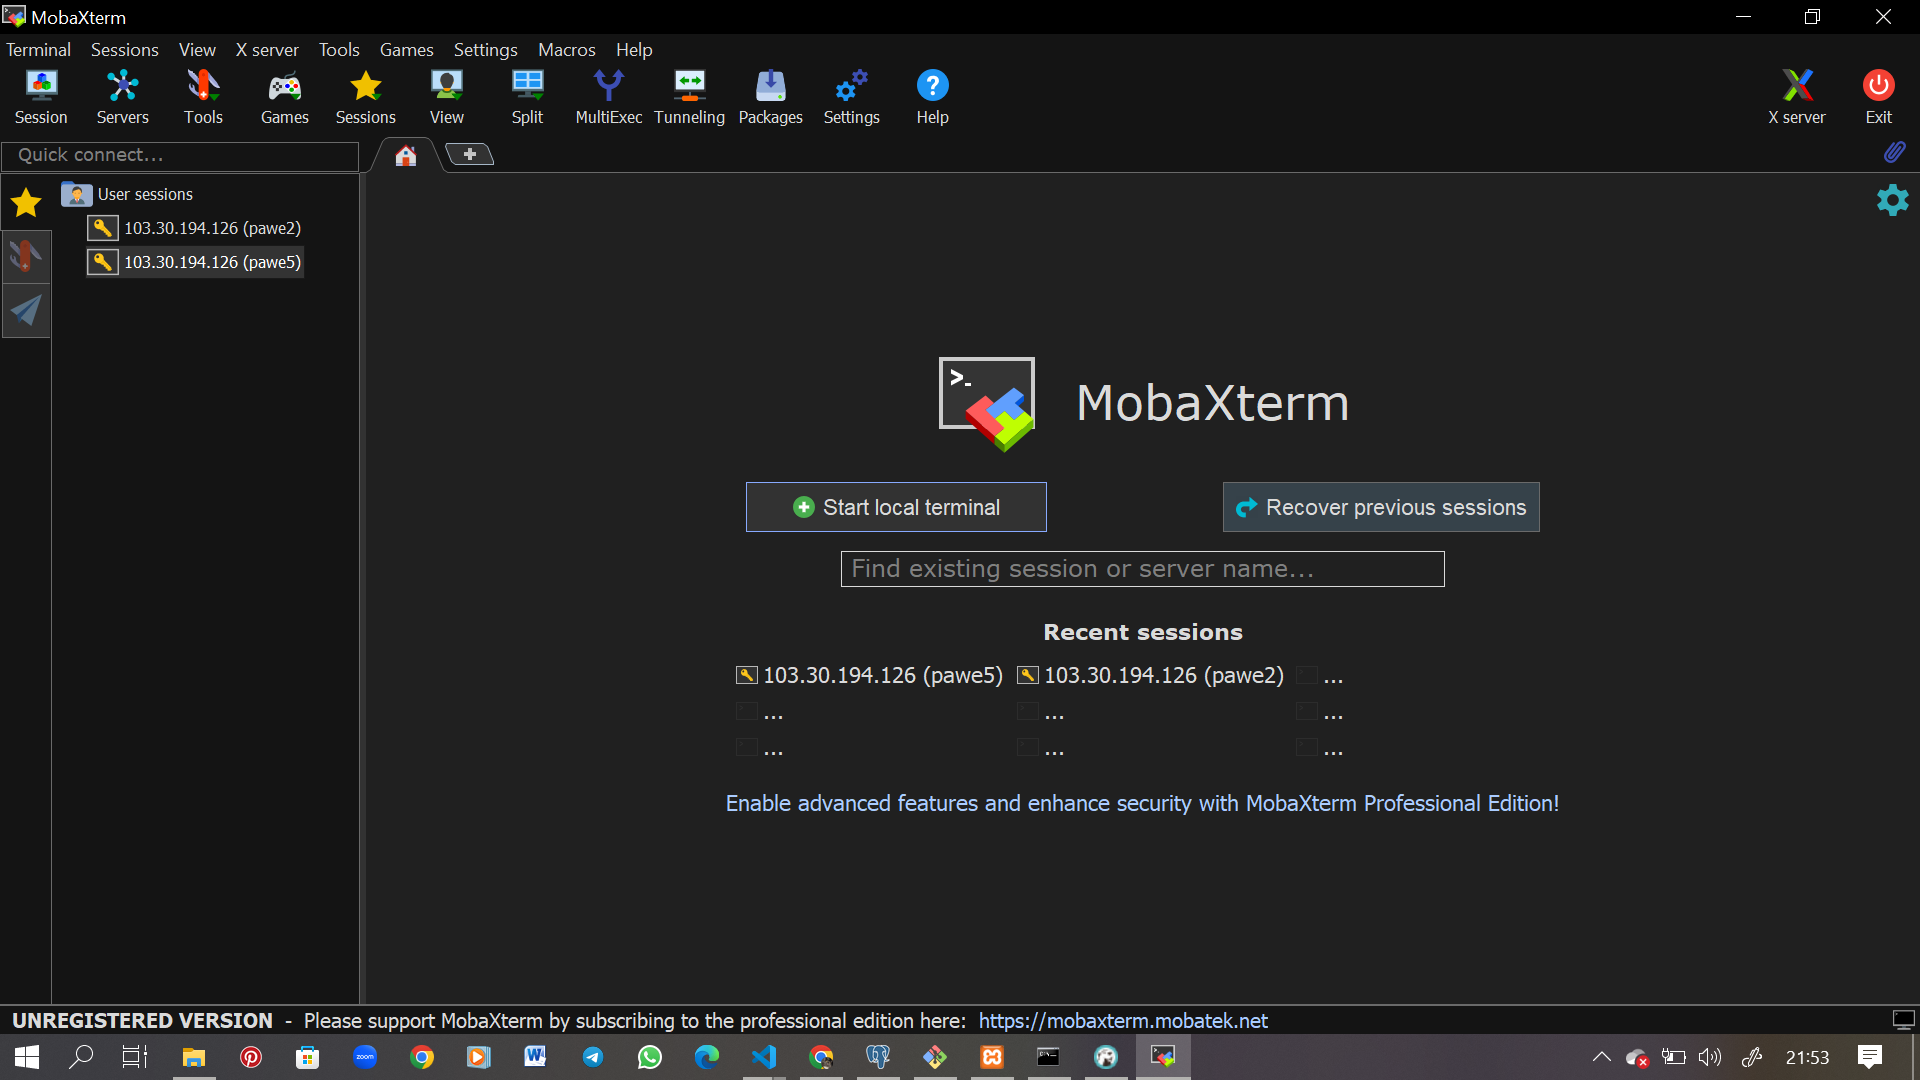 MobaXterm
Terminal Sessions View X server Tools Games Settings Macros Help
Session Servers Tools Games Sessions View Split MultiExec Tunneling Packages Settings Help X server Exit
Quick connect...
User sessions
103.30.194.126 (pawe2)
103.30.194.126 (pawe5)
MobaXterm
Start local terminal
Recover previous sessions
Find existing session or server name...
Recent sessions
103.30.194.126 (pawe5) 103.30.194.126 (pawe2) ...
... ... ...
... ... ...
Enable advanced features and enhance security with MobaXterm Professional Edition!
UNREGISTERED VERSION - Please support MobaXterm by subscribing to the professional edition here: https://mobaxterm.mobatek.net
zoom
21:53